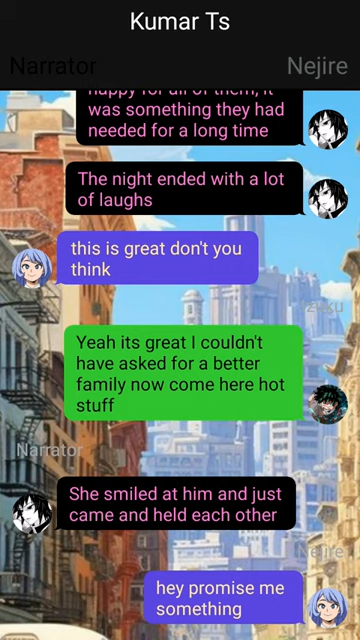 Kumar Ts
Narrator
Nejire
happy for all of them, it
was something they had
needed for a long time
The night ended with a lot
of laughs
this is great don't you
think
Yeah its great I couldn't
have asked for a better
family now come here hot
stuff
Narrator
She smiled at him and just
came and held each other
Nejire
hey promise me
something